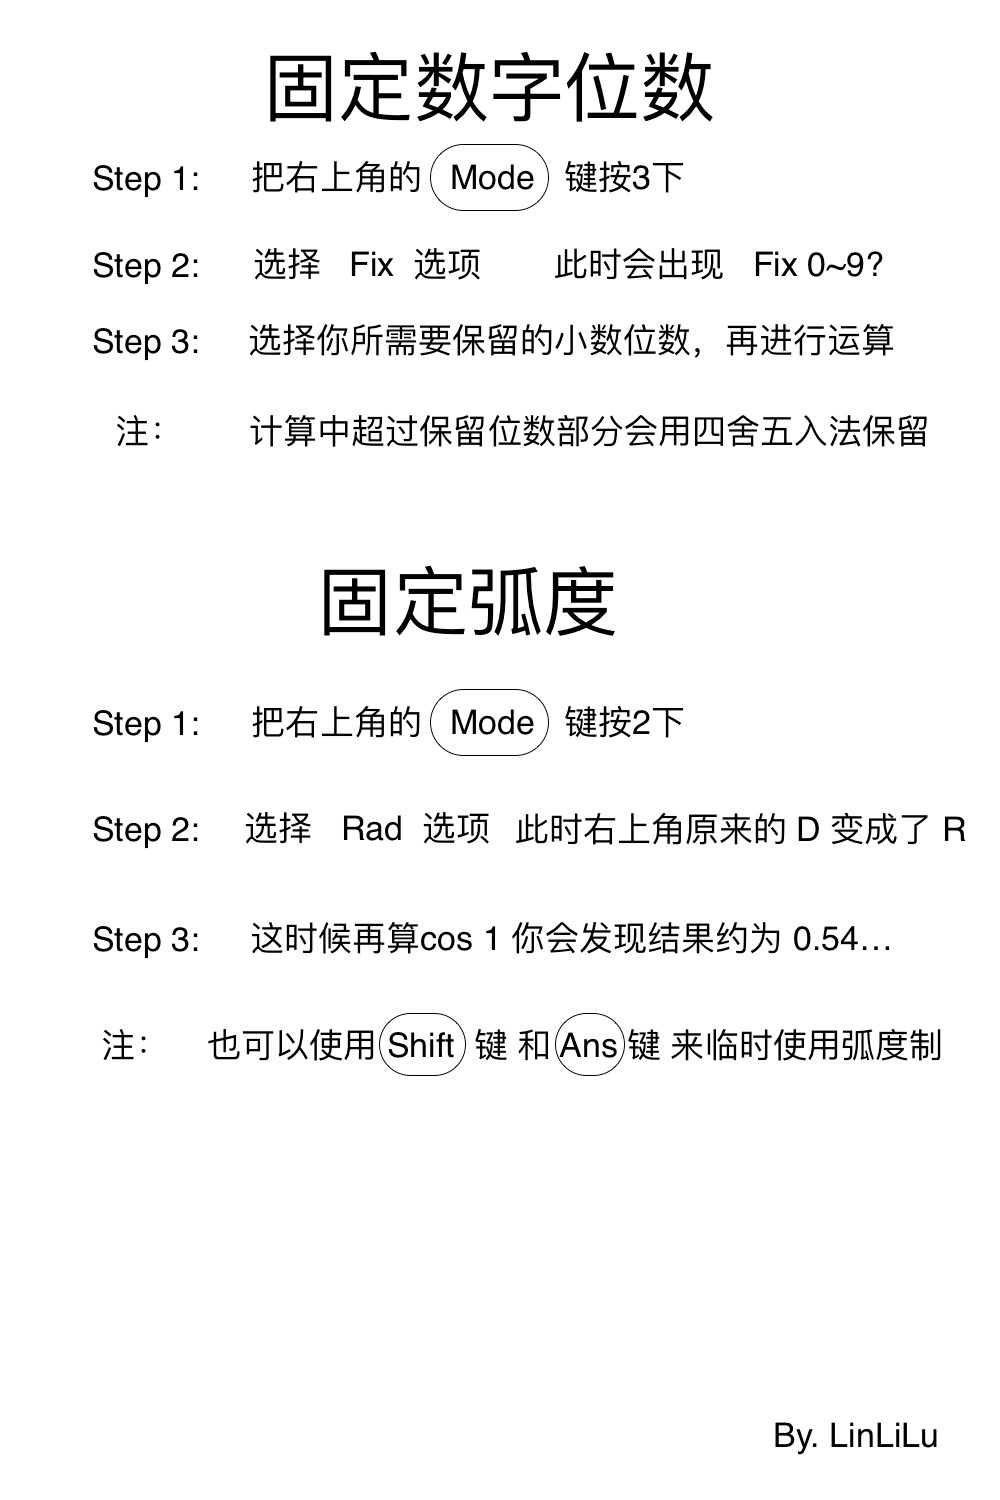 固定数字位数
Step 1: 把右上角的 Mode 键按3下
Step 2: 选择 Fix 选项 此时会出现 Fix 0~9?
Step 3: 选择你所需要保留的小数位数，再进行运算
注： 计算中超过保留位数部分会用四舍五入法保留
固定弧度
Step 1: 把右上角的 Mode 键按2下
Step 2: 选择 Rad 选项 此时右上角原来的 D 变成了 R
Step 3: 这时候再算cos 1 你会发现结果约为 0.54…
注： 也可以使用 Shift 键 和 Ans 键 来临时使用弧度制
By. LinLiLu